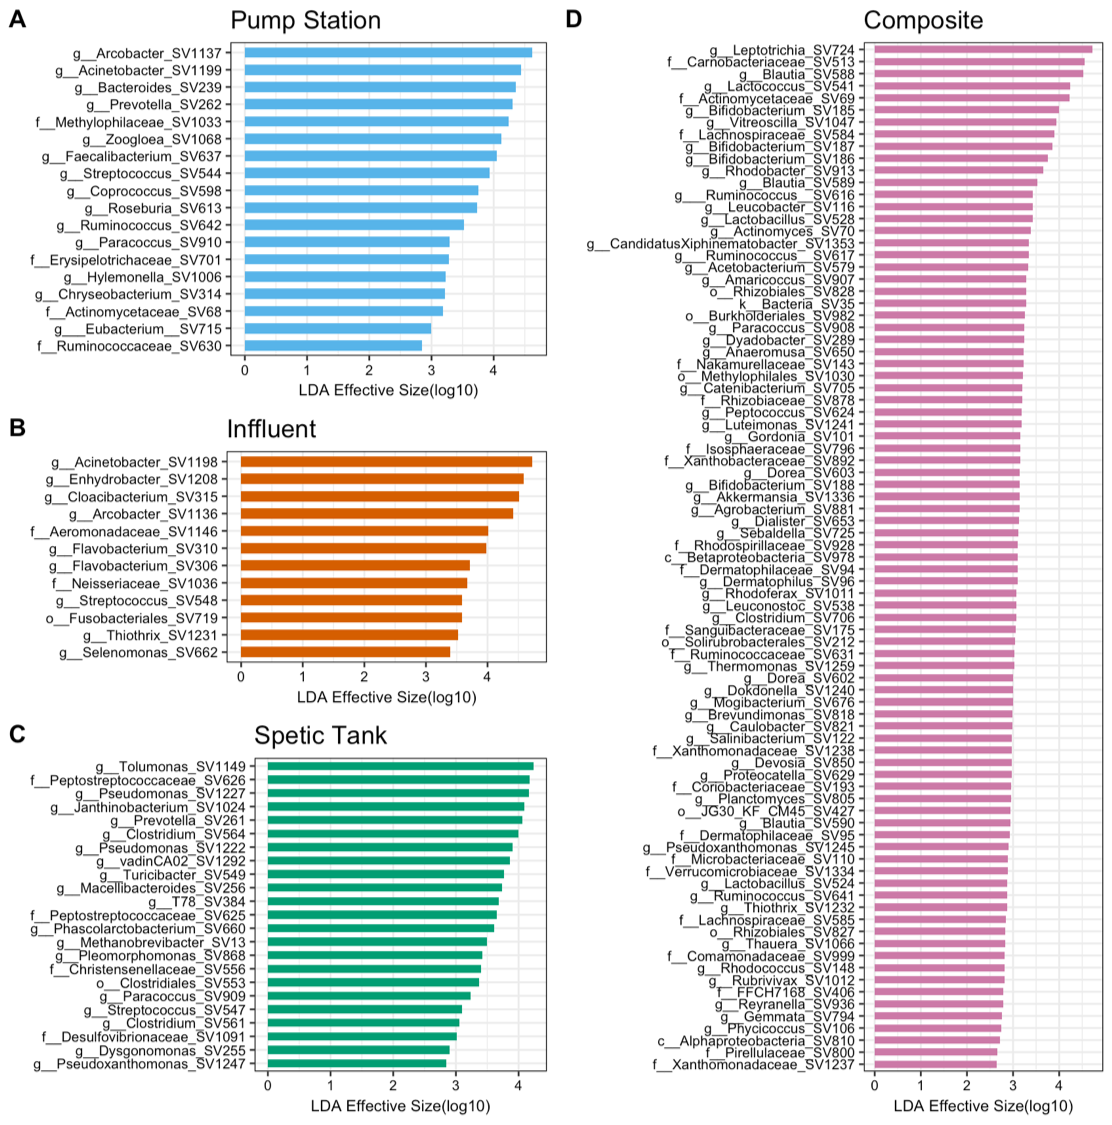 A
Pump Station
g__Arcobacter_SV1137
g__Acinetobacter_SV1199
g__Bacteroides_SV239
g__Prevotella_SV262
f__Methylophilaceae_SV1033
g__Zoogloea_SV1068
g__Faecalibacterium_SV637
g__Streptococcus_SV544
g__Coprococcus_SV598
g__Roseburia_SV613
g__Ruminococcus_SV642
g__Paracoccus_SV910
f__Erysipelotrichaceae_SV701
g__Hylemonella_SV1006
g__Chryseobacterium_SV314
f__Actinomycetaceae_SV68
g___Eubacterium__SV715
f__Ruminococcaceae_SV630
0 1 2 3 4
LDA Effective Size(log10)
B
Inffluent
g__Acinetobacter_SV1198
g__Enhydrobacter_SV1208
g__Cloacibacterium_SV315
g__Arcobacter_SV1136
f__Aeromonadaceae_SV1146
g__Flavobacterium_SV310
g__Flavobacterium_SV306
f__Neisseriaceae_SV1036
g__Streptococcus_SV548
o__Fusobacteriales_SV719
g__Thiothrix_SV1231
g__Selenomonas_SV662
0 1 2 3 4
LDA Effective Size(log10)
C
Spetic Tank
g__Tolumonas_SV1149
f__Peptostreptococcaceae_SV626
g__Pseudomonas_SV1227
g__Janthinobacterium_SV1024
g__Prevotella_SV261
g__Clostridium_SV564
g__Pseudomonas_SV1222
g__vadinCA02_SV1292
g__Turicibacter_SV549
g__Macellibacteroides_SV256
g__T78_SV384
f__Peptostreptococcaceae_SV625
g__Phascolarctobacterium_SV660
g__Methanobrevibacter_SV13
g__Pleomorphomonas_SV868
f__Christensenellaceae_SV556
o__Clostridiales_SV553
g__Paracoccus_SV909
g__Streptococcus_SV547
g__Clostridium_SV561
f__Desulfovibrionaceae_SV1091
g__Dysgonomonas_SV255
g__Pseudoxanthomonas_SV1247
0 1 2 3 4
LDA Effective Size(log10)
D
Composite
g__Leptotrichia_SV724
f__Carnobacteriaceae_SV513
g__Blautia_SV588
g__Lactococcus_SV541
f__Actinomycetaceae_SV69
g__Bifidobacterium_SV185
g__Vitreoscilla_SV1047
f__Lachnospiraceae_SV584
g__Bifidobacterium_SV187
g__Bifidobacterium_SV186
g__Rhodobacter_SV913
g__Blautia_SV589
g___Ruminococcus__SV616
g__Leucobacter_SV116
g__Lactobacillus_SV528
g__Actinomyces_SV70
g__CandidatusXiphinematobacter_SV1353
g___Ruminococcus__SV617
g__Acetobacterium_SV579
g__Amaricoccus_SV907
o__Rhizobiales_SV828
k__Bacteria_SV35
o__Burkholderiales_SV982
g__Paracoccus_SV908
g__Dyadobacter_SV289
g__Anaeromusa_SV650
f__Nakamurellaceae_SV143
o__Methylophilales_SV1030
g__Catenibacterium_SV705
f__Rhizobiaceae_SV878
g__Peptococcus_SV624
g__Luteimonas_SV1241
g__Gordonia_SV101
f__Isosphaeraceae_SV796
f__Xanthobacteraceae_SV892
g__Dorea_SV603
g__Bifidobacterium_SV188
g__Akkermansia_SV1336
g__Agrobacterium_SV881
g__Dialister_SV653
g__Sebaldella_SV725
f__Rhodospirillaceae_SV928
c__Betaproteobacteria_SV978
f__Dermatophilaceae_SV94
g__Dermatophilus_SV96
g__Rhodoferax_SV1011
g__Leuconostoc_SV538
g__Clostridium_SV706
f__Sanguibacteraceae_SV175
o__Solirubrobacterales_SV212
f__Ruminococcaceae_SV631
g__Thermomonas_SV1259
g__Dorea_SV602
g__Dokdonella_SV1240
g__Mogibacterium_SV676
g__Brevundimonas_SV818
g__Caulobacter_SV821
g__Salinibacterium_SV122
f__Xanthomonadaceae_SV1238
g__Devosia_SV850
g__Proteocatella_SV629
f__Coriobacteriaceae_SV193
g__Planctomyces_SV805
o__JG30_KF_CM45_SV427
g__Blautia_SV590
f__Dermatophilaceae_SV95
g__Pseudoxanthomonas_SV1245
f__Microbacteriaceae_SV110
f__Verrucomicrobiaceae_SV1334
g__Lactobacillus_SV524
g__Ruminococcus_SV641
g__Thiothrix_SV1232
f__Lachnospiraceae_SV585
o__Rhizobiales_SV827
g__Thauera_SV1066
f__Comamonadaceae_SV999
g__Rhodococcus_SV148
g__Rubrivivax_SV1012
f__FFCH7168_SV406
g__Reyranella_SV936
g__Gemmata_SV794
g__Phycicoccus_SV106
c__Alphaproteobacteria_SV810
f__Pirellulaceae_SV800
f__Xanthomonadaceae_SV1237
0 1 2 3 4
LDA Effective Size(log10)